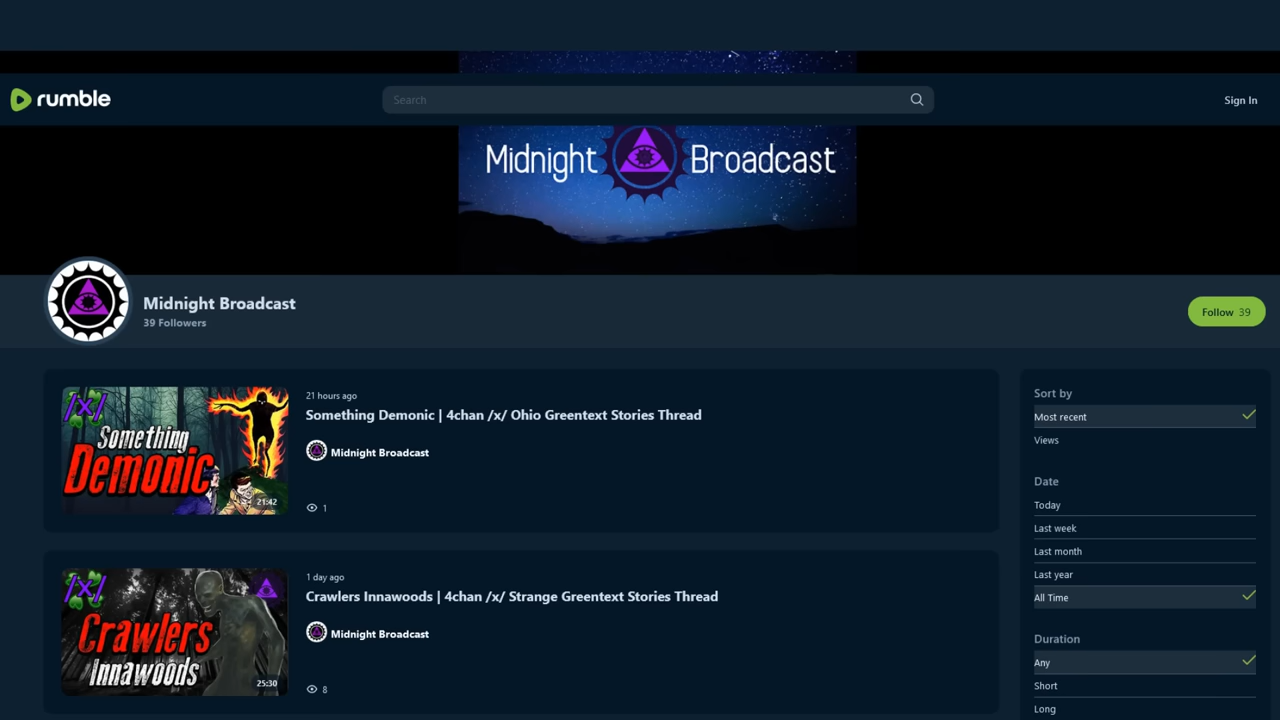 rumble
Search
Sign In
Midnight Broadcast
Midnight Broadcast
39 Followers
Follow 39
/x/
Something
Demonic
21:42
21 hours ago
Something Demonic | 4chan /x/ Ohio Greentext Stories Thread
Midnight Broadcast
1
/x/
Crawlers
Innawoods
25:30
1 day ago
Crawlers Innawoods | 4chan /x/ Strange Greentext Stories Thread
Midnight Broadcast
8
Sort by
Most recent
Views
Date
Today
Last week
Last month
Last year
All Time
Duration
Any
Short
Long